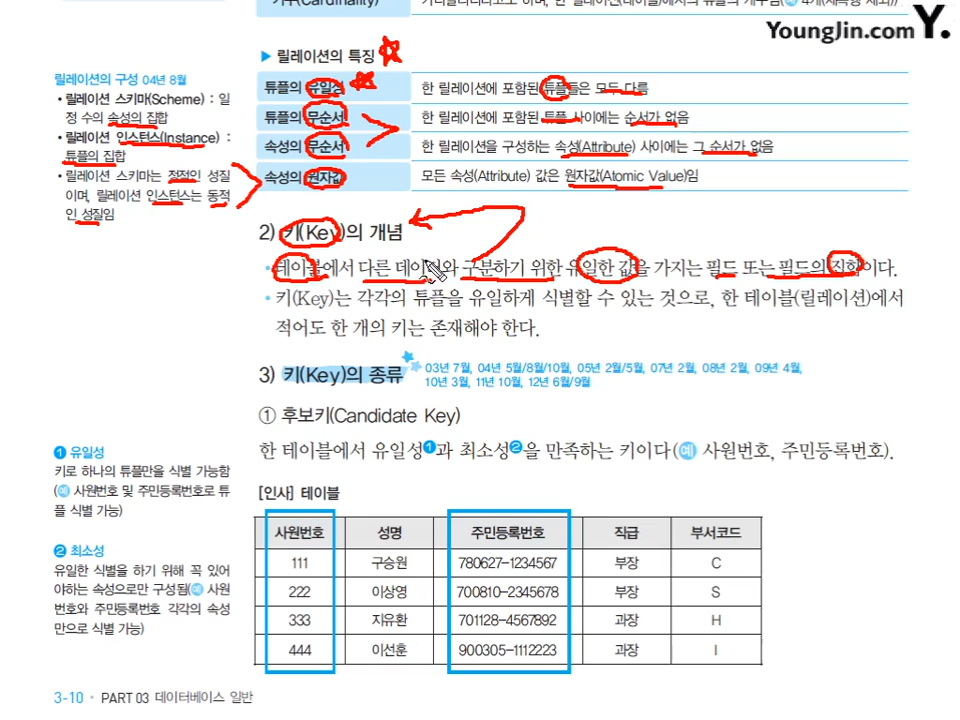 YoungJin.com Y.
▶ 릴레이션의 특징
튜플의 유일성 한 릴레이션에 포함된 튜플들은 모두 다름
튜플의 무순서 한 릴레이션에 포함된 튜플 사이에는 순서가 없음
속성의 무순서 한 릴레이션을 구성하는 속성(Attribute) 사이에는 그 순서가 없음
속성의 원자값 모든 속성(Attribute) 값은 원자값(Atomic Value)임
릴레이션의 구성 04년 8월
• 릴레이션 스키마(Scheme) : 일
정 수의 속성의 집합
• 릴레이션 인스턴스(Instance) :
튜플의 집합
• 릴레이션 스키마는 정적인 성질
이며, 릴레이션 인스턴스는 동적
인 성질임
2) 키(Key)의 개념
• 테이블에서 다른 데이터와 구분하기 위한 유일한 값을 가지는 필드 또는 필드의 집합이다.
• 키(Key)는 각각의 튜플을 유일하게 식별할 수 있는 것으로, 한 테이블(릴레이션)에서
적어도 한 개의 키는 존재해야 한다.
3) 키(Key)의 종류
03년 7월, 04년 5월/8월/10월, 05년 2월/5월, 07년 2월, 08년 2월, 09년 4월,
10년 3월, 11년 10월, 12년 6월/9월
① 후보키(Candidate Key)
한 테이블에서 유일성❶과 최소성❷을 만족하는 키이다(예 사원번호, 주민등록번호).
❶ 유일성
키로 하나의 튜플만을 식별 가능함
(예 사원번호 및 주민등록번호로 튜
플 식별 가능)
❷ 최소성
유일한 식별을 하기 위해 꼭 있어
야하는 속성으로만 구성됨(예 사원
번호와 주민등록번호 각각의 속성
만으로 식별 가능)
[인사] 테이블
사원번호 성명 주민등록번호 직급 부서코드
111 구승원 780627-1234567 부장 C
222 이상영 700810-2345678 부장 S
333 지유환 701128-4567892 과장 H
444 이선훈 900305-1112223 과장 I
3-10 • PART 03 데이터베이스 일반